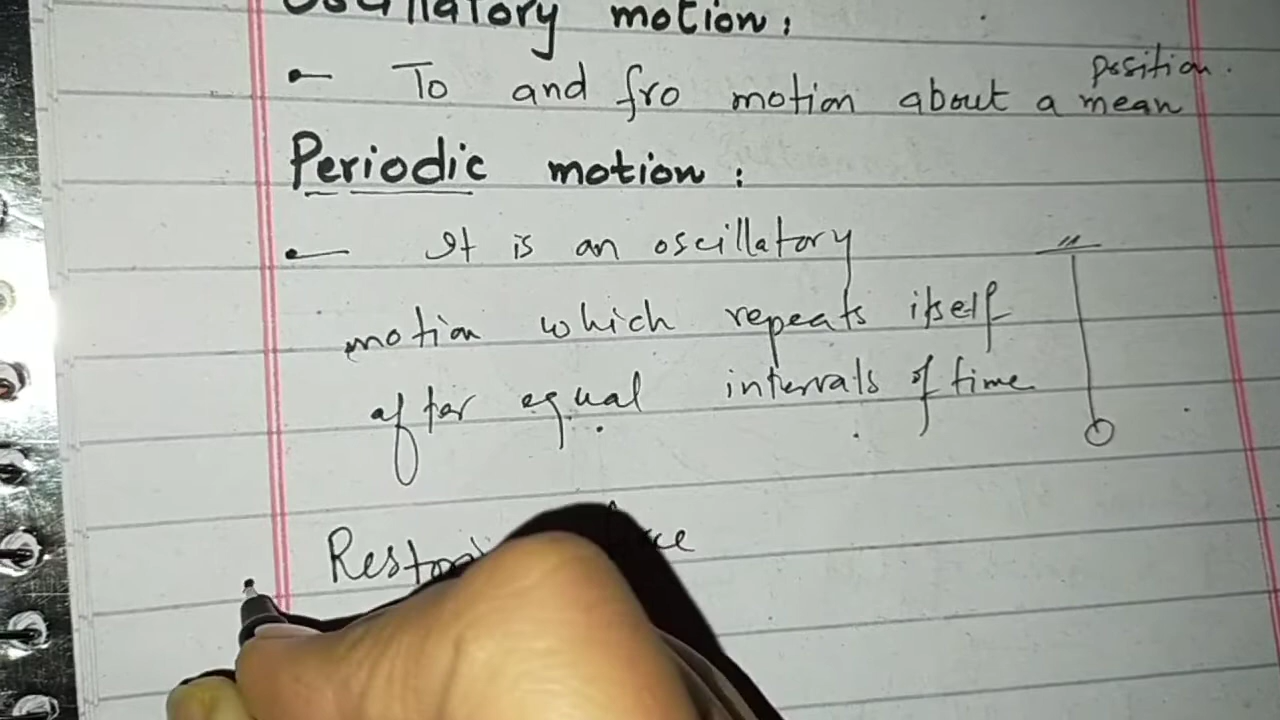 Oscillatory motion:
To and fro motion about a mean position.
Periodic motion:
It is an oscillatory
motion which repeats itself
after equal intervals of time